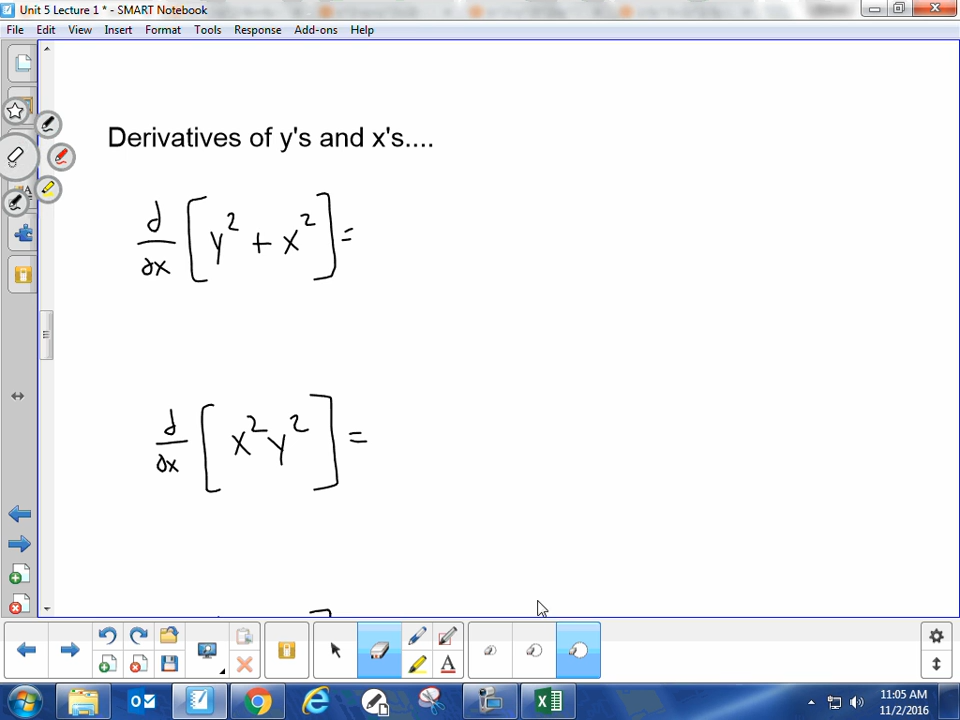 Unit 5 Lecture 1 * - SMART Notebook
File Edit View Insert Format Tools Response Add-ons Help
Derivatives of y's and x's....
d/dx [y² + x²] =
d/dx [x²y²] =
11:05 AM
11/2/2016